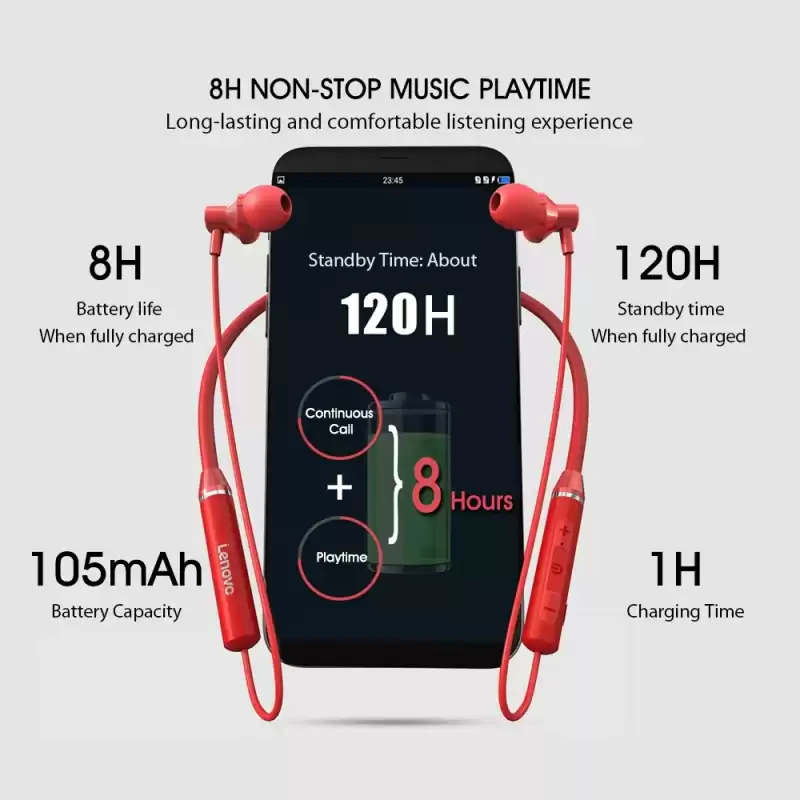 8H NON-STOP MUSIC PLAYTIME
Long-lasting and comfortable listening experience
23:45
Standby Time: About
120H
8H
Battery life
When fully charged
120H
Standby time
When fully charged
Continuous
Call
+
8 Hours
Playtime
Lenovo
105mAh
Battery Capacity
1H
Charging Time